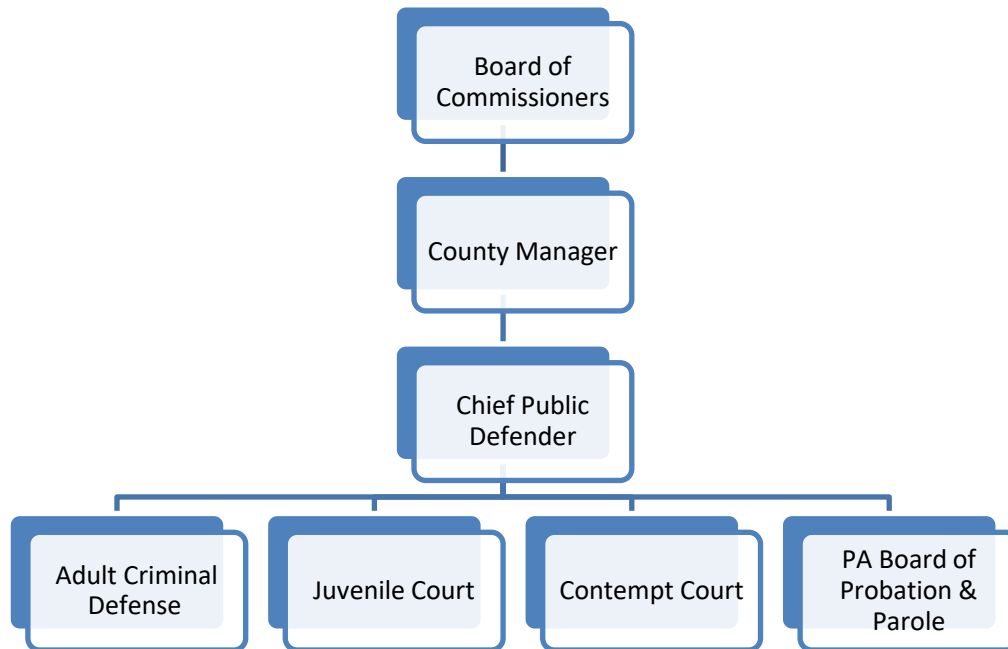 Board of
Commissioners
County Manager
Chief Public
Defender
Adult Criminal
Defense
Juvenile Court
Contempt Court
PA Board of
Probation &
Parole